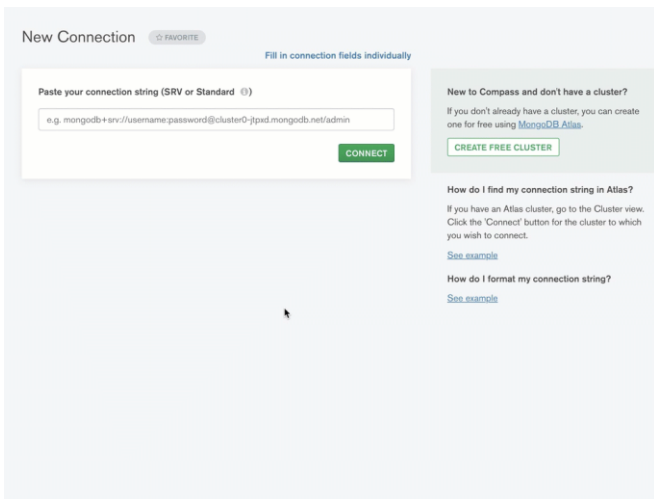 New Connection
☆ FAVORITE
Fill in connection fields individually
Paste your connection string (SRV or Standard ⓘ)
e.g. mongodb+srv://username:password@cluster0-jtpxd.mongodb.net/admin
CONNECT
New to Compass and don't have a cluster?
If you don't already have a cluster, you can create
one for free using MongoDB Atlas.
CREATE FREE CLUSTER
How do I find my connection string in Atlas?
If you have an Atlas cluster, go to the Cluster view.
Click the 'Connect' button for the cluster to which
you wish to connect.
See example
How do I format my connection string?
See example